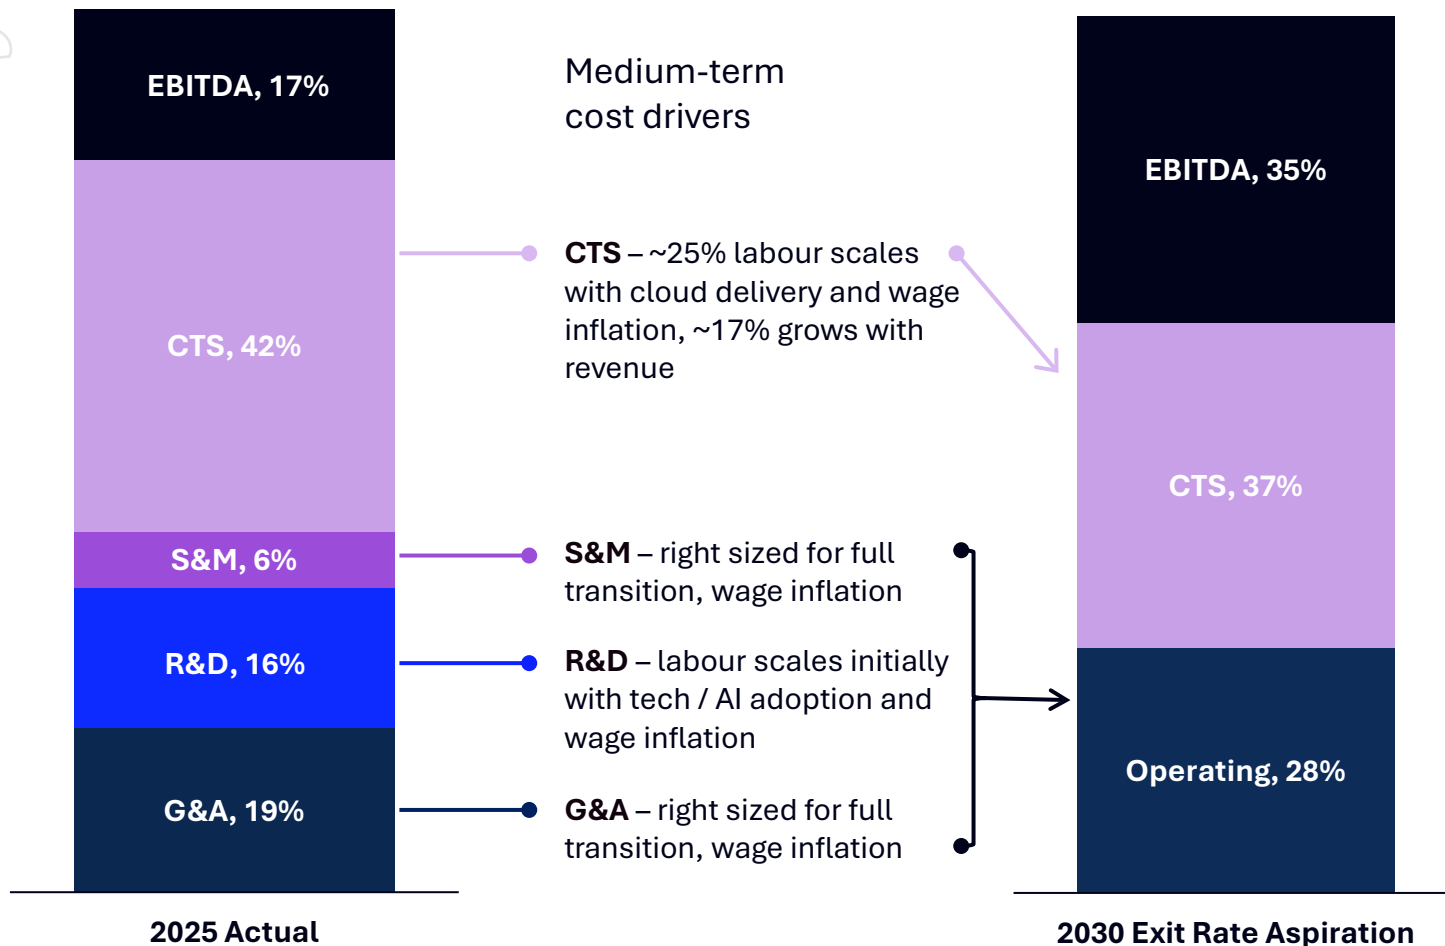 EBITDA, 17%
CTS, 42%
S&M, 6%
R&D, 16%
G&A, 19%
2025 Actual
Medium-term
cost drivers
CTS – ~25% labour scales
with cloud delivery and wage
inflation, ~17% grows with
revenue
S&M – right sized for full
transition, wage inflation
R&D – labour scales initially
with tech / AI adoption and
wage inflation
G&A – right sized for full
transition, wage inflation
EBITDA, 35%
CTS, 37%
Operating, 28%
2030 Exit Rate Aspiration